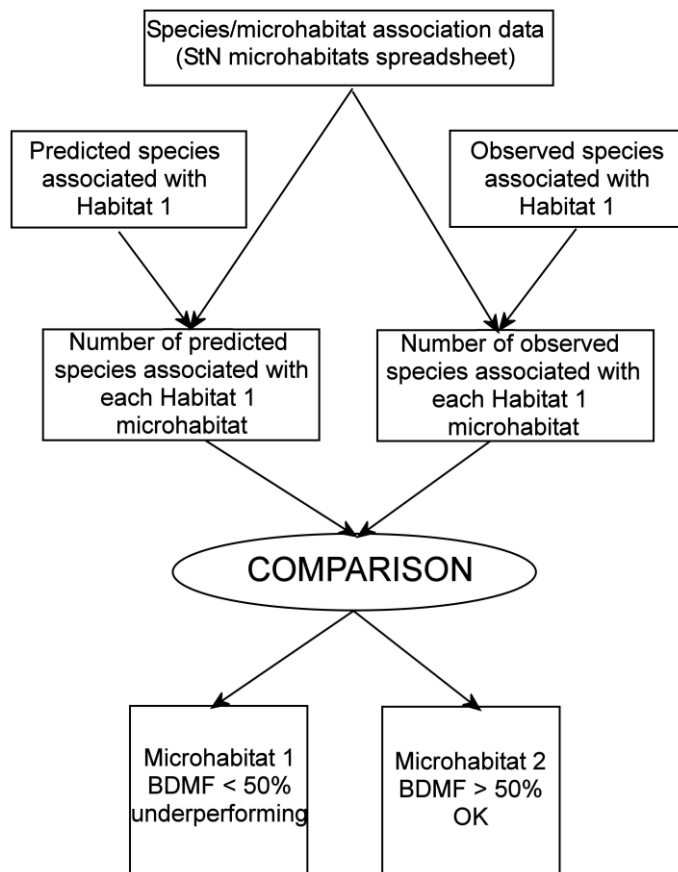 Species/microhabitat association data
(StN microhabitats spreadsheet)
Predicted species
associated with
Habitat 1
Observed species
associated with
Habitat 1
Number of predicted
species associated with
each Habitat 1
microhabitat
Number of observed
species associated with
each Habitat 1
microhabitat
COMPARISON
Microhabitat 1
BDMF < 50%
underperforming
Microhabitat 2
BDMF > 50%
OK